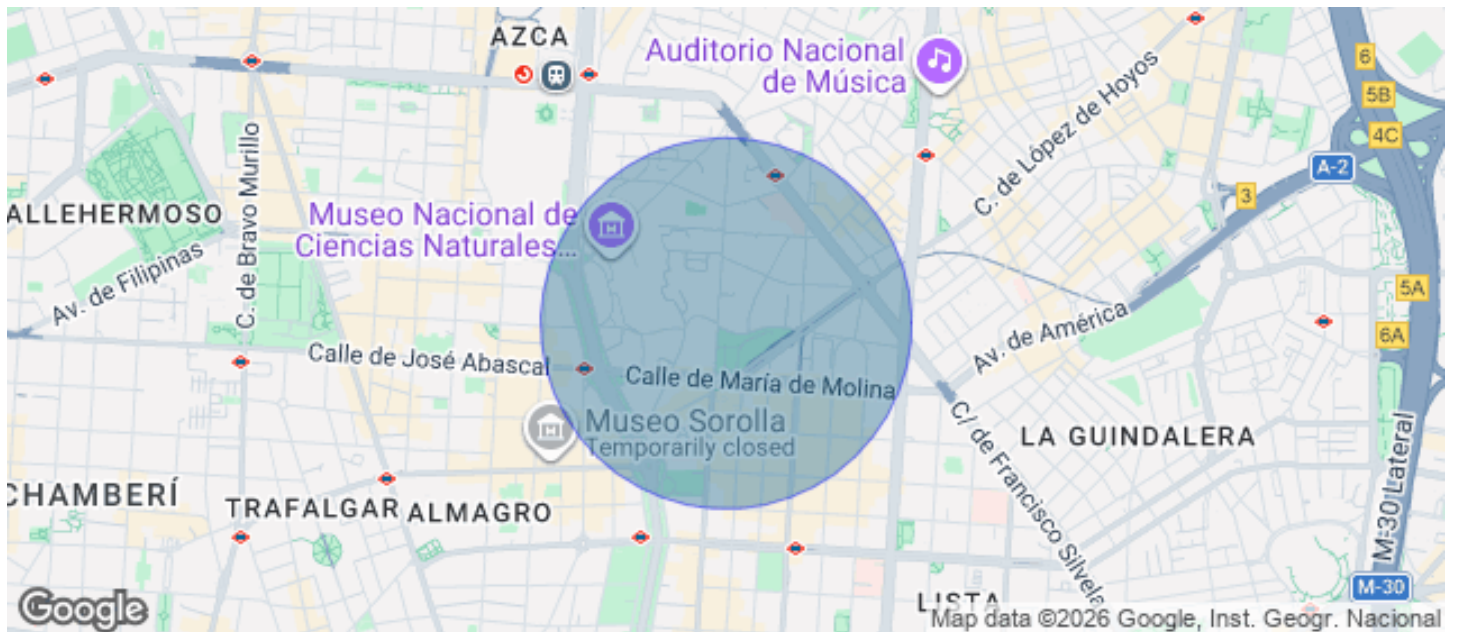 AZCA
Auditorio Nacional
de Música
6
5B
4C
A-2
3
C. de López de Hoyos
C. de Bravo Murillo
ALLEHERMOSO
Museo Nacional de
Ciencias Naturales...
Av. de Filipinas
5A
6A
Av. de América
Calle de José Abascal
Calle de María de Molina
Museo Sorolla
Temporarily closed
C/ de Francisco Silvela
LA GUINDALERA
M-30 Lateral
CHAMBERÍ
TRAFALGAR
ALMAGRO
M-30
LISTA
Google
Map data ©2026 Google, Inst. Geogr. Nacional